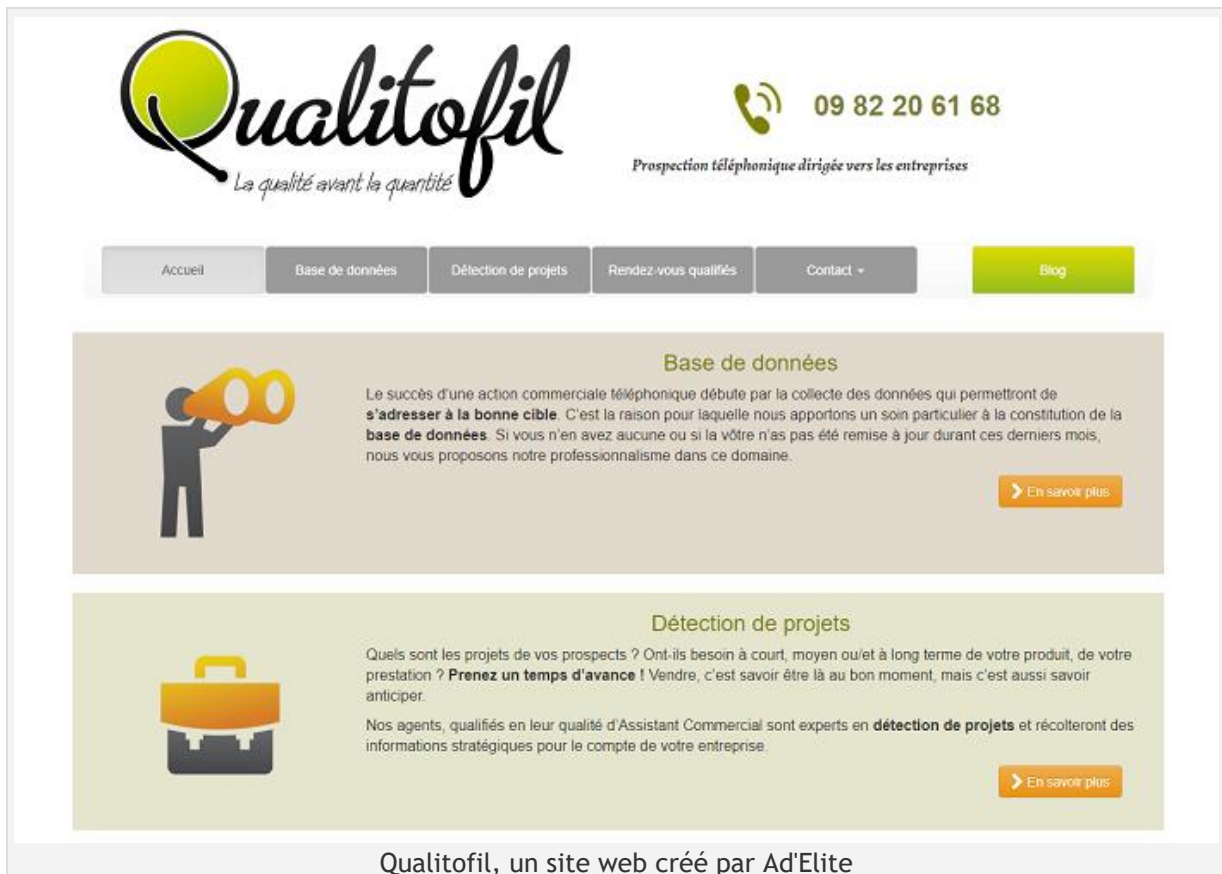 Qualitofil
La qualité avant la quantité
09 82 20 61 68
Prospection téléphonique dirigée vers les entreprises
Accueil
Base de données
Détection de projets
Rendez-vous qualifiés
Contact
Blog
Base de données
Le succès d'une action commerciale téléphonique débute par la collecte des données qui permettront de
s'adresser à la bonne cible. C'est la raison pour laquelle nous apportons un soin particulier à la constitution de la
base de données. Si vous n'en avez aucune ou si la vôtre n'as pas été remise à jour durant ces derniers mois,
nous vous proposons notre professionnalisme dans ce domaine.
En savoir plus
Détection de projets
Quels sont les projets de vos prospects ? Ont-ils besoin à court, moyen ou/et à long terme de votre produit, de votre
prestation ? Prenez un temps d'avance ! Vendre, c'est savoir être là au bon moment, mais c'est aussi savoir
anticiper.
Nos agents, qualifiés en leur qualité d'Assistant Commercial sont experts en détection de projets et récolteront des
informations stratégiques pour le compte de votre entreprise.
En savoir plus
Qualitofil, un site web créé par Ad'Elite